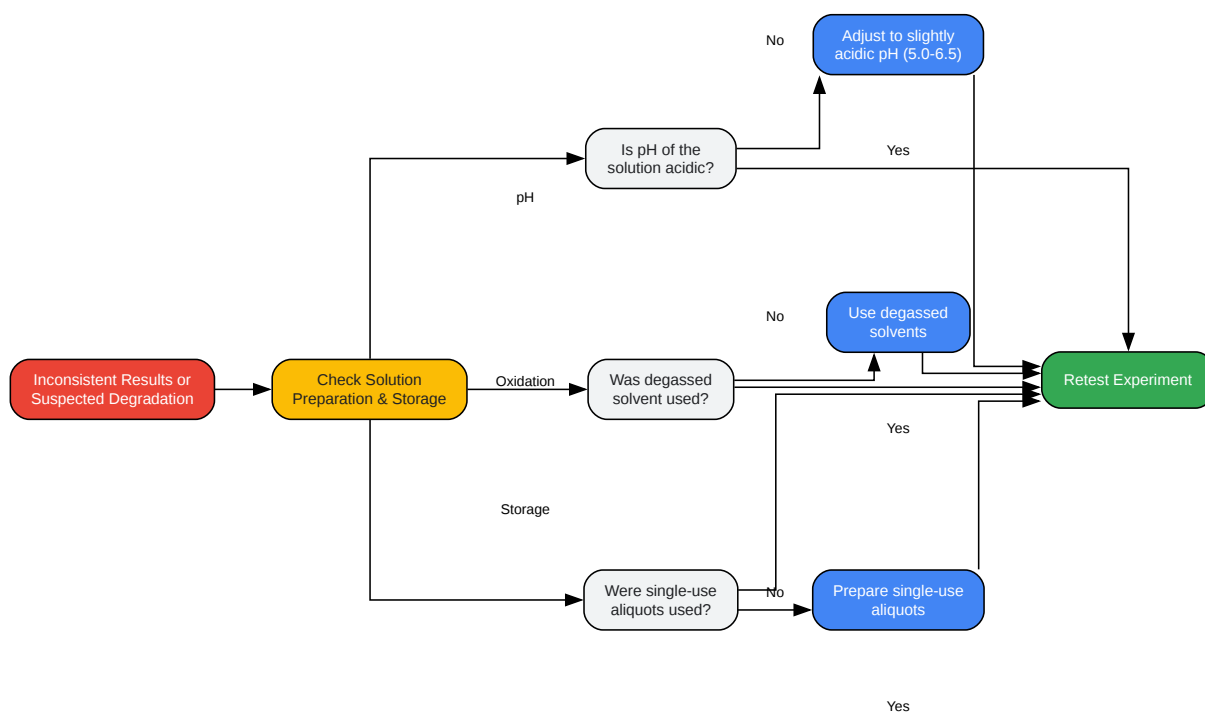 No
Adjust to slightly
acidic pH (5.0-6.5)
Is pH of the
solution acidic?
Yes
pH
No
Use degassed
solvents
Inconsistent Results or
Suspected Degradation
Check Solution
Preparation & Storage
Oxidation
Was degassed
solvent used?
Retest Experiment
Yes
Storage
Were single-use
aliquots used?
No
Prepare single-use
aliquots
Yes